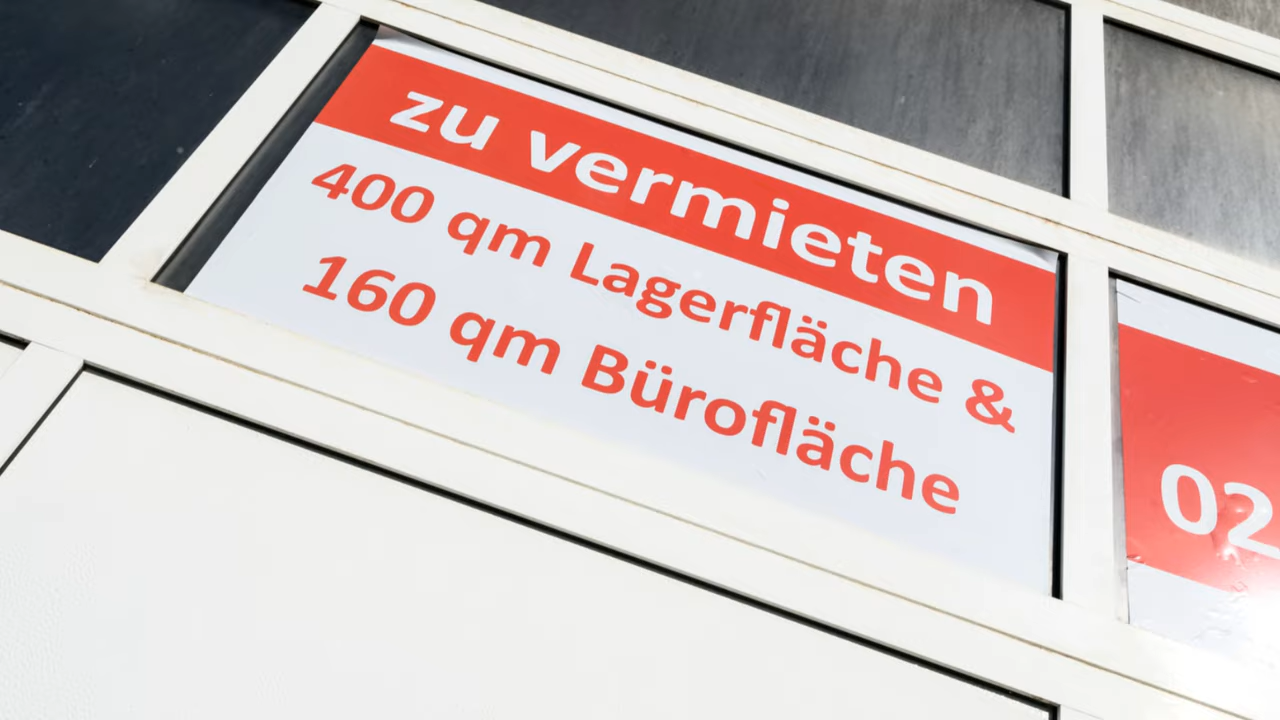 zu vermieten
400 qm Lagerfläche &
160 qm Bürofläche
02